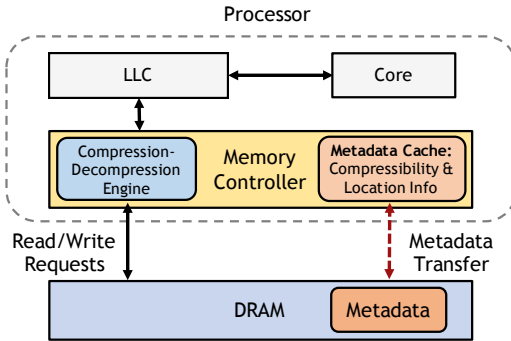 Processor
LLC
Core
Compression-
Decompression
Engine
Memory
Controller
Metadata Cache:
Compressibility &
Location Info
Read/Write
Requests
Metadata
Transfer
DRAM
Metadata